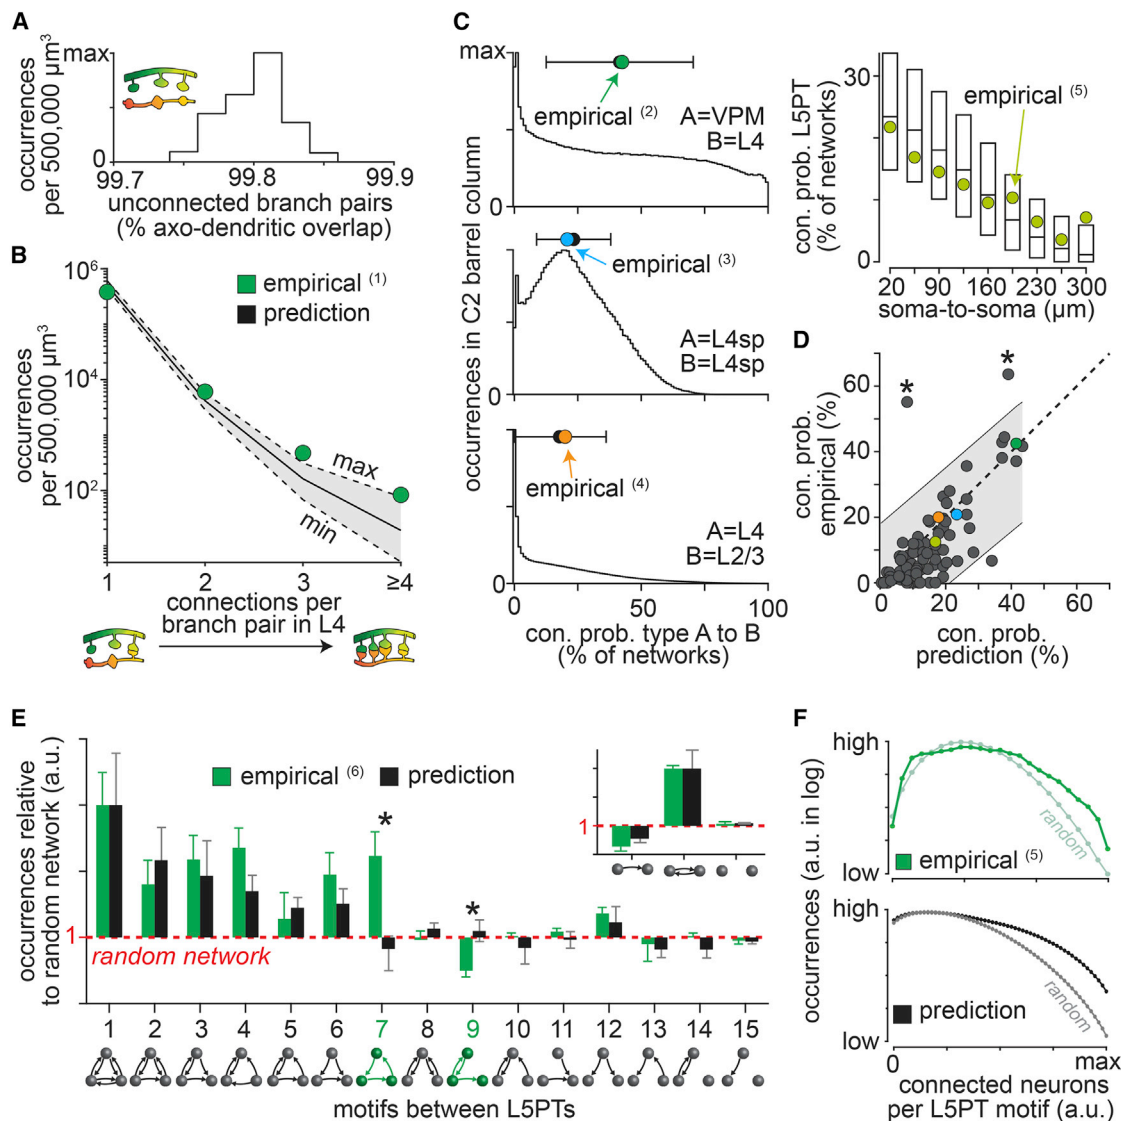 A
occurrences
per 500,000 µm³
max
0
99.7
99.8
99.9
unconnected branch pairs
(% axo-dendritic overlap)
B
occurrences
per 500,000 µm³
10⁶
10⁴
10²
empirical ⁽¹⁾
prediction
max
min
1
2
3
≥4
connections per
branch pair in L4
C
occurrences in C2 barrel column
max
0
empirical ⁽²⁾
A=VPM
B=L4
0
empirical ⁽³⁾
A=L4sp
B=L4sp
0
empirical ⁽⁴⁾
A=L4
B=L2/3
0
50
100
con. prob. type A to B
(% of networks)
con. prob. L5PT
(% of networks)
30
0
empirical ⁽⁵⁾
20
90
160
230
300
soma-to-soma (µm)
D
con. prob.
empirical (%)
60
40
20
0
*
*
0
20
40
60
con. prob.
prediction (%)
E
occurrences relative
to random network (a.u.)
1
empirical ⁽⁶⁾
prediction
*
*
random network
1
1
2
3
4
5
6
7
8
9
10
11
12
13
14
15
motifs between L5PTs
F
occurrences (a.u. in log)
high
low
random
empirical ⁽⁵⁾
high
low
random
prediction
0
max
connected neurons
per L5PT motif (a.u.)